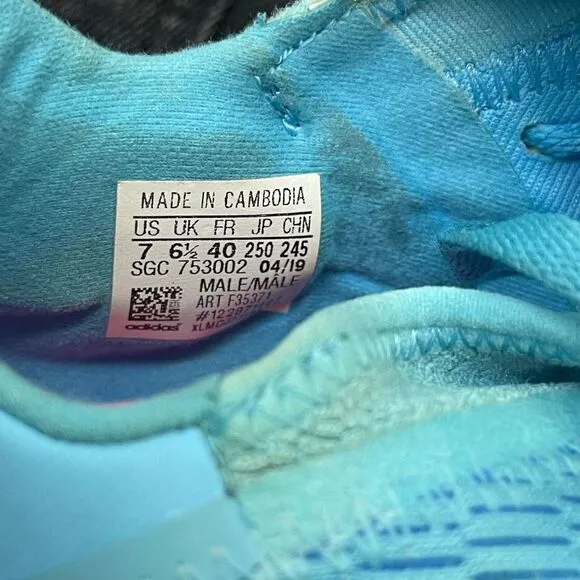 MADE IN CAMBODIA
US UK FR JP CHN
7 6½ 40 250 245
SGC 753002 04/19
MALE/MÂLE
ART
adidas